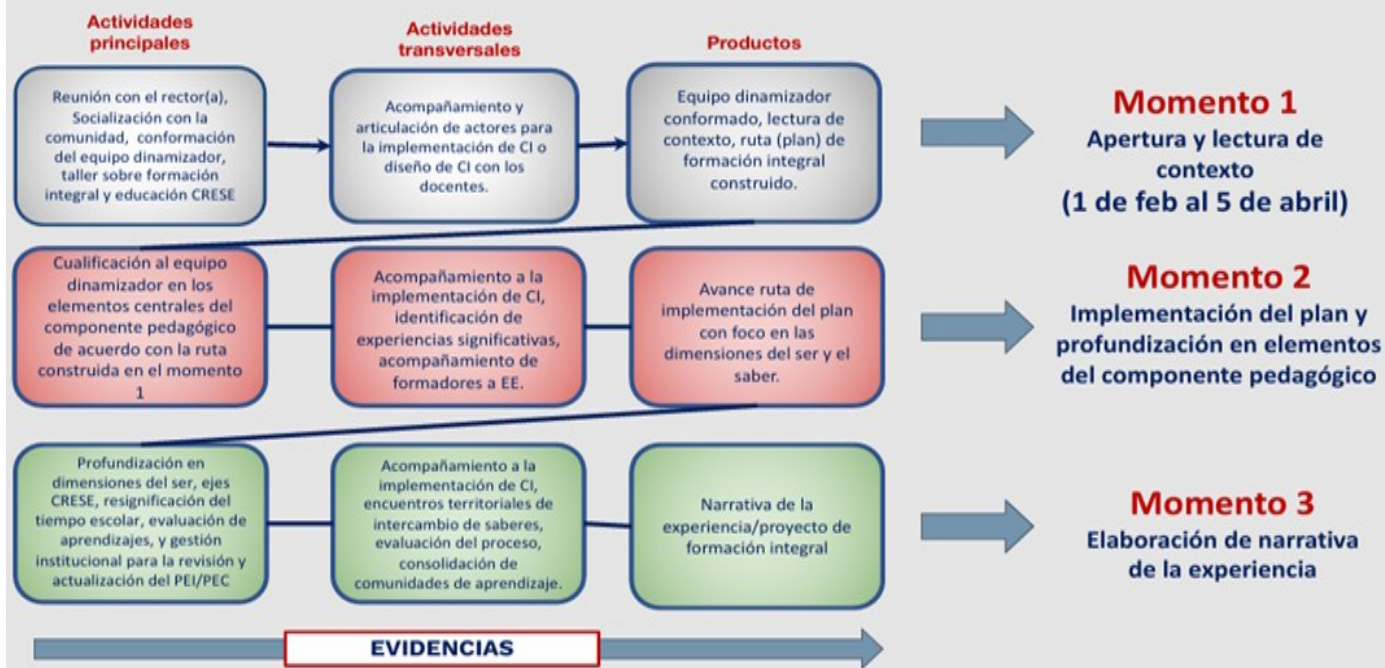 Actividades
principales
Actividades
transversales
Productos
Reunión con el rector(a),
Socialización con la
comunidad, conformación
del equipo dinamizador,
taller sobre formación
integral y educación CRESE
Acompañamiento y
articulación de actores para
la implementación de CI o
diseño de CI con los
docentes.
Equipo dinamizador
conformado, lectura de
contexto, ruta (plan) de
formación integral
construido.
Momento 1
Apertura y lectura de
contexto
(1 de feb al 5 de abril)
Cualificación al equipo
dinamizador en los
elementos centrales del
componente pedagógico
de acuerdo con la ruta
construida en el momento
1
Acompañamiento a la
implementación de CI,
identificación de
experiencias significativas,
acompañamiento de
formadores a EE.
Avance ruta de
implementación del plan
con foco en las
dimensiones del ser y el
saber.
Momento 2
Implementación del plan y
profundización en elementos
del componente pedagógico
Profundización en
dimensiones del ser, ejes
CRESE, resignificación del
tiempo escolar, evaluación de
aprendizajes, y gestión
institucional para la revisión y
actualización del PEI/PEC
Acompañamiento a la
implementación de CI,
encuentros territoriales de
intercambio de saberes,
evaluación del proceso,
consolidación de
comunidades de aprendizaje.
Narrativa de la
experiencia/proyecto de
formación integral
Momento 3
Elaboración de narrativa
de la experiencia
EVIDENCIAS